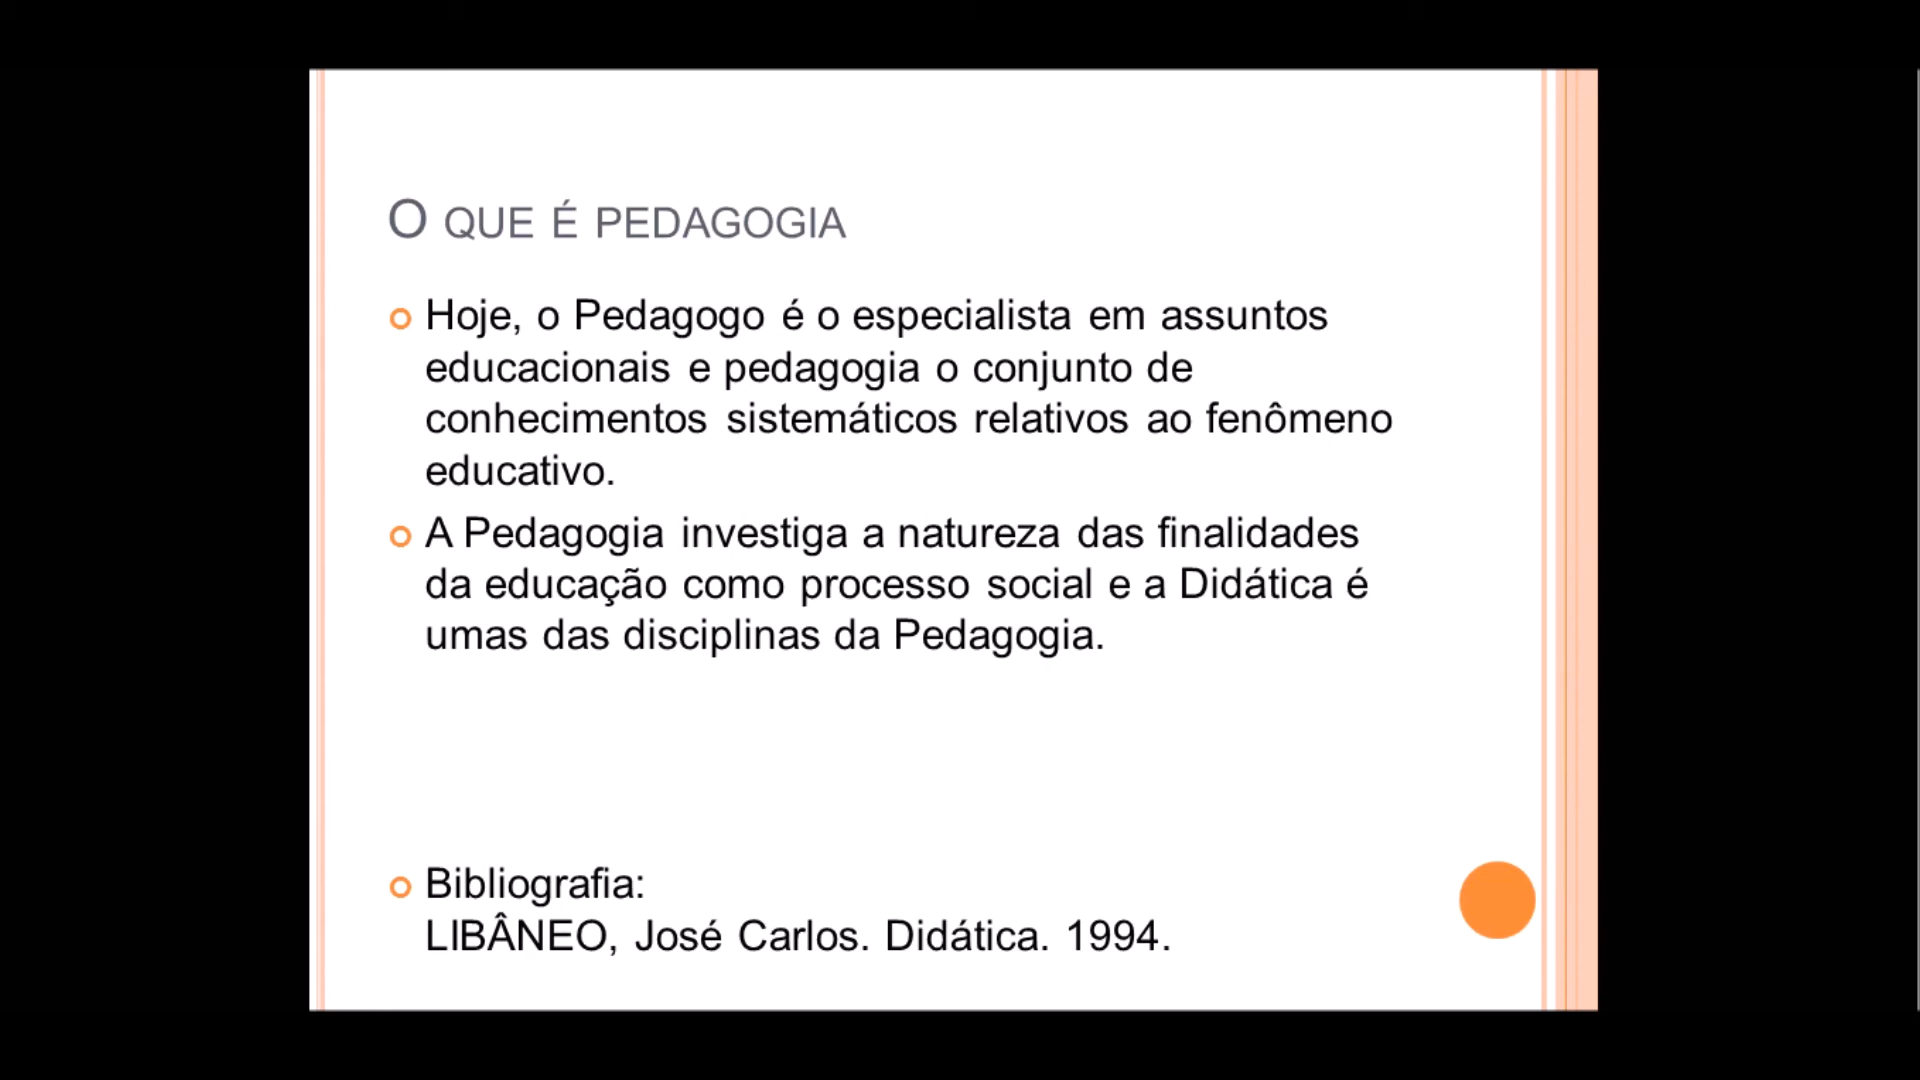 O QUE É PEDAGOGIA
Hoje, o Pedagogo é o especialista em assuntos
educacionais e pedagogia o conjunto de
conhecimentos sistemáticos relativos ao fenômeno
educativo.
A Pedagogia investiga a natureza das finalidades
da educação como processo social e a Didática é
umas das disciplinas da Pedagogia.
Bibliografia:
LIBÂNEO, José Carlos. Didática. 1994.